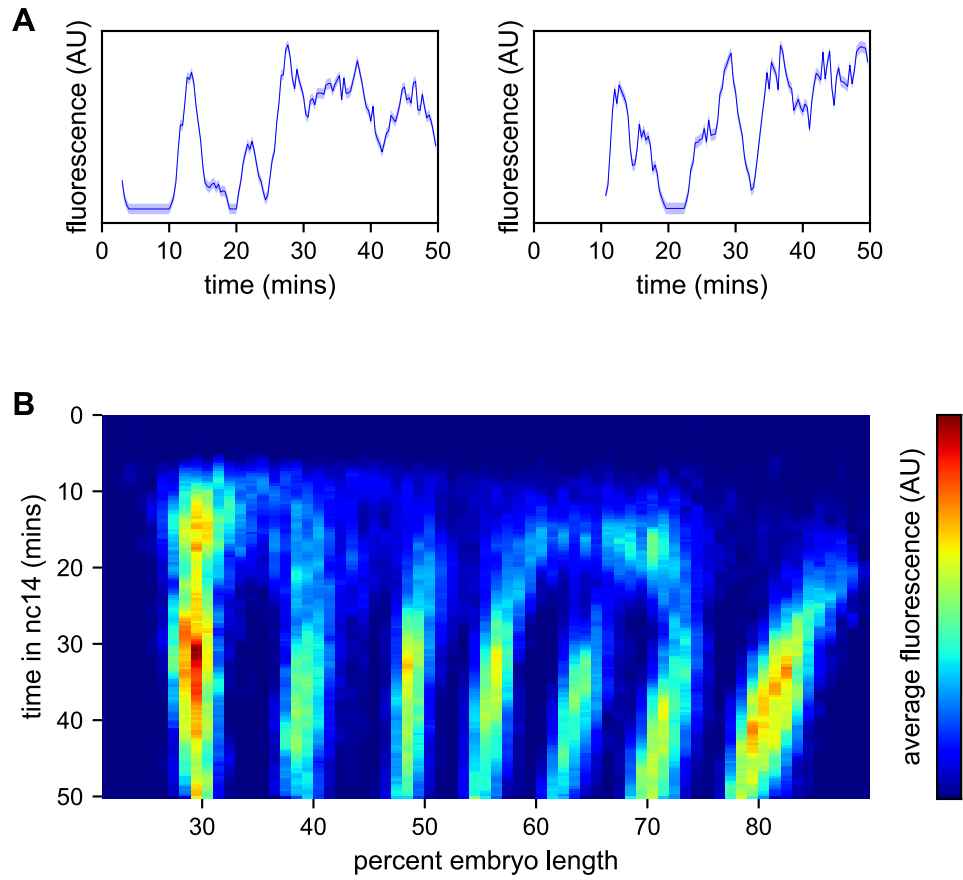 A
fluorescence (AU)
0 10 20 30 40 50
time (mins)
fluorescence (AU)
0 10 20 30 40 50
time (mins)
B
time in nc14 (mins)
0
10
20
30
40
50
30 40 50 60 70 80
percent embryo length
average fluorescence (AU)